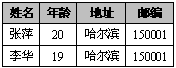 姓名 年龄 地址 邮编
张萍 20 哈尔滨 150001
李华 19 哈尔滨 150001